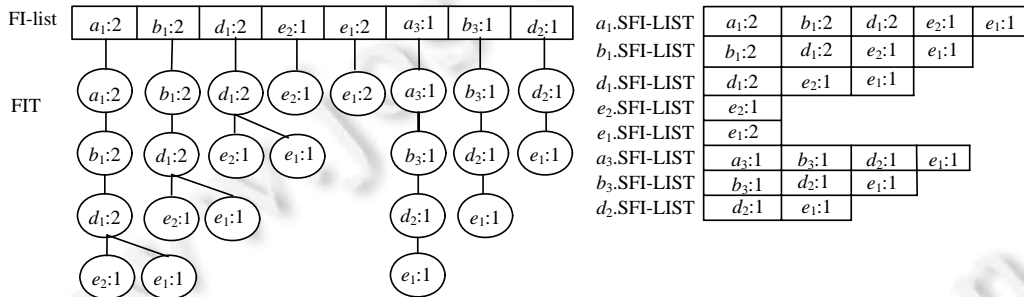 FI-list a₁:2 b₁:2 d₁:2 e₂:1 e₁:2 a₃:1 b₃:1 d₂:1
FIT a₁:2 b₁:2 d₁:2 e₂:1 e₁:2 a₃:1 b₃:1 d₂:1
b₁:2 d₁:2 e₂:1 e₁:1 b₃:1 d₂:1 e₁:1
d₁:2 e₂:1 e₁:1 d₂:1 e₁:1
e₂:1 e₁:1 e₁:1
a₁.SFI-LIST a₁:2 b₁:2 d₁:2 e₂:1 e₁:1
b₁.SFI-LIST b₁:2 d₁:2 e₂:1 e₁:1
d₁.SFI-LIST d₁:2 e₂:1 e₁:1
e₂.SFI-LIST e₂:1
e₁.SFI-LIST e₁:2
a₃.SFI-LIST a₃:1 b₃:1 d₂:1 e₁:1
b₃.SFI-LIST b₃:1 d₂:1 e₁:1
d₂.SFI-LIST d₂:1 e₁:1